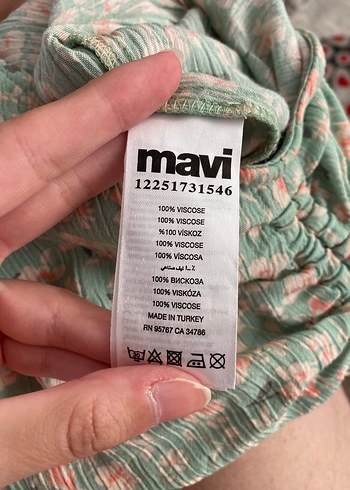 mavi
12251731546
100% VISCOSE
100% VISCOSE
%100 VİSKOZ
100% VISCOSE
100% VÍSCOSA
100% ВИСКОЗА
100% VISKÓZA
100% VISCOSE
MADE IN TURKEY
RN 95767 CA 34786